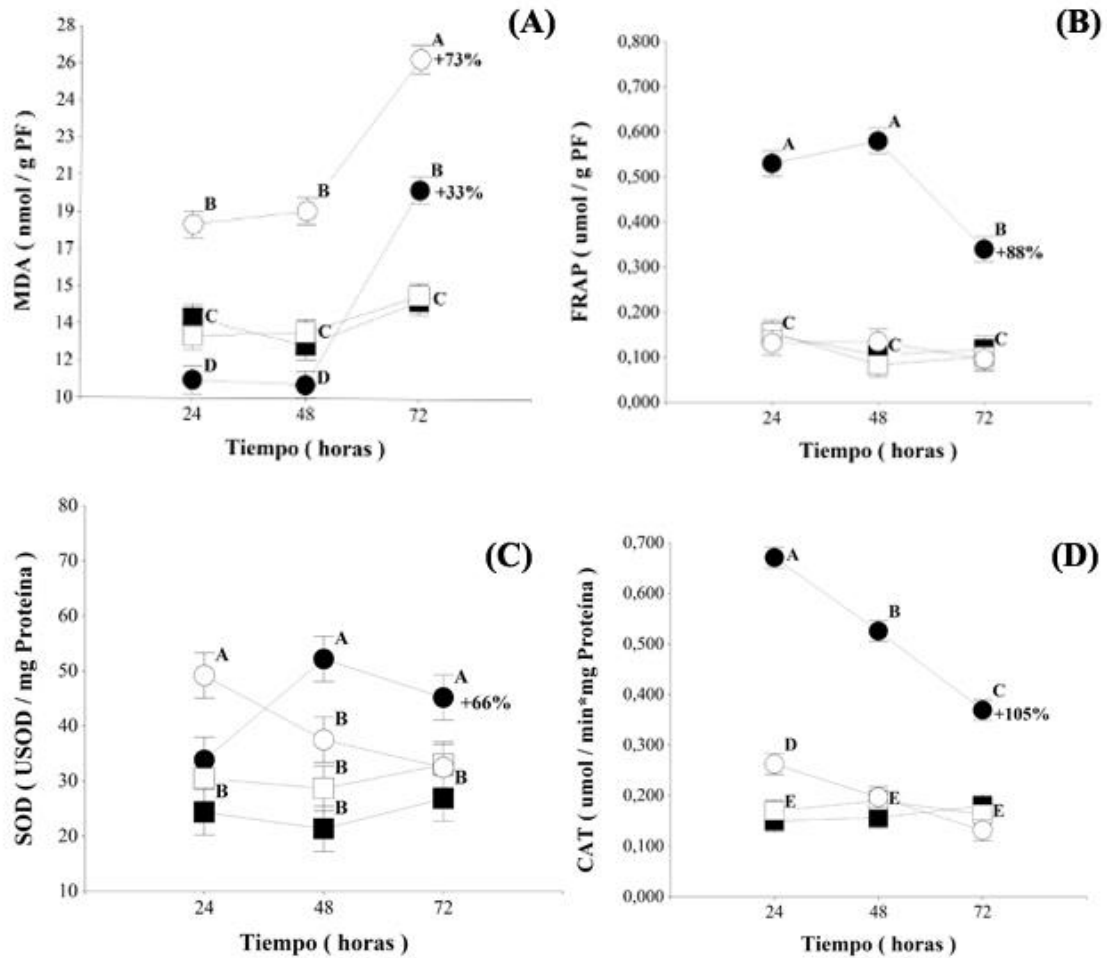 (A)
MDA ( nmol / g PF )
28
26
26
23
21
19
17
15
14
12
10
A
+73%
B
B
B
+33%
C
C
C
D
D
24
48
72
Tiempo ( horas )
(B)
FRAP ( umol / g PF )
0,800
0,700
0,600
0,500
0,400
0,300
0,200
0,100
0,000
A
A
B
+88%
C
C
C
24
48
72
Tiempo ( horas )
(C)
SOD ( USOD / mg Proteína )
80
70
60
50
40
30
20
10
A
A
A
+66%
B
B
B
B
B
24
48
72
Tiempo ( horas )
(D)
CAT ( umol / min*mg Proteína )
0,700
0,600
0,500
0,400
0,300
0,200
0,100
0,000
A
B
C
+105%
D
E
E
E
24
48
72
Tiempo ( horas )